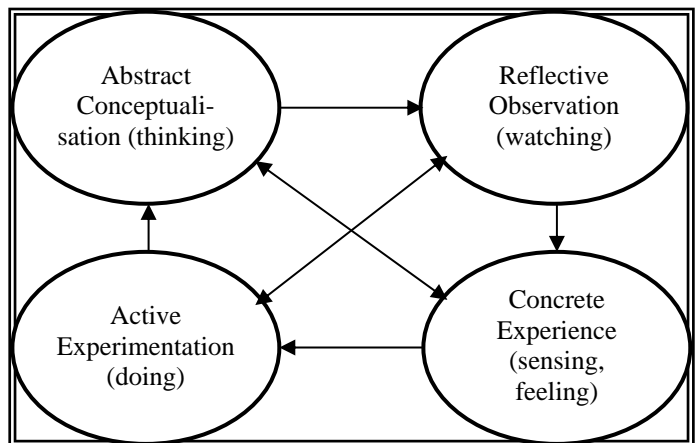 Abstract
Conceptuali-
sation (thinking)
Reflective
Observation
(watching)
Active
Experimentation
(doing)
Concrete
Experience
(sensing,
feeling)